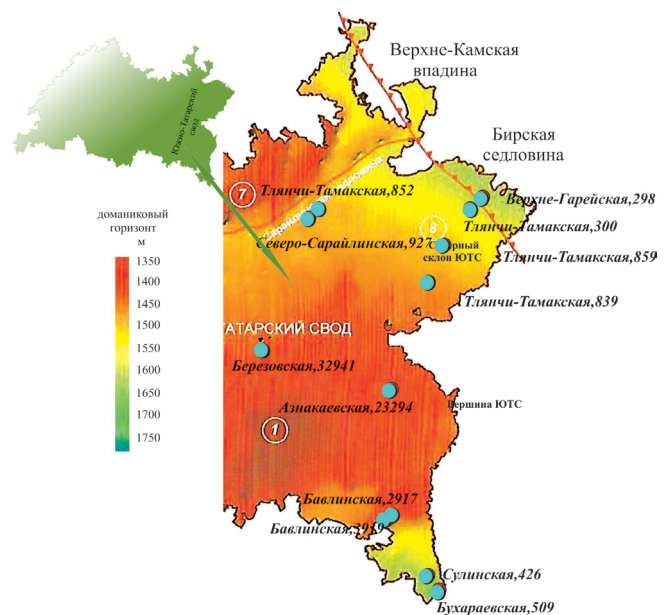 Верхне-Камская
впадина
Южно-Татарский
свод
Бирская
седловина
7
Тлянчи-Тамакская,852
Верхне-Гарейская,298
доманиковый
горизонт
м
Тлянчи-Тамакская,300
8
Северо-Сарайлинская,927
склон ЮТС
Тлянчи-Тамакская,859
1350
1400
1450
1500
1550
1600
1650
1700
1750
Тлянчи-Тамакская,839
ТАТАРСКИЙ СВОД
Березовская,32941
Азнакаевская,23294
Вершина ЮТС
1
Бавлинская,2917
Бавлинская,3919
Сулинская,426
Бухараевская,509